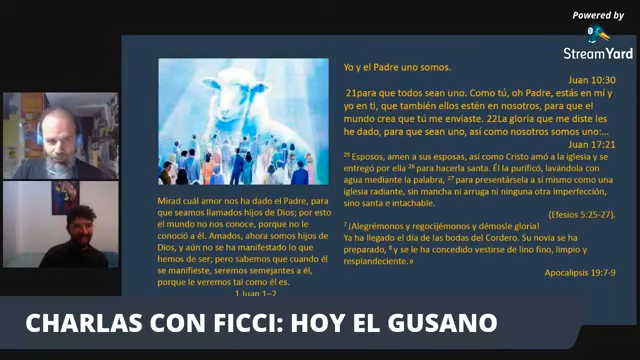 Powered by
StreamYard
Yo y el Padre uno somos.
Juan 10:30
21para que todos sean uno. Como tú, oh Padre, estás en mí y
yo en ti, que también ellos estén en nosotros, para que el
mundo crea que tú me enviaste. 22La gloria que me diste les
he dado, para que sean uno, así como nosotros somos uno:...
Juan 17:21
25 Esposos, amen a sus esposas, así como Cristo amó a la iglesia y se
entregó por ella 26 para hacerla santa. Él la purificó, lavándola con
agua mediante la palabra, 27 para presentársela a sí mismo como una
iglesia radiante, sin mancha ni arruga ni ninguna otra imperfección,
sino santa e intachable.
(Efesios 5:25-27).
7 ¡Alegrémonos y regocijémonos y démosle gloria!
Ya ha llegado el día de las bodas del Cordero. Su novia se ha
preparado, 8 y se le ha concedido vestirse de lino fino, limpio y
resplandeciente.»
Apocalipsis 19:7-9
Mirad cuál amor nos ha dado el Padre, para
que seamos llamados hijos de Dios; por esto
el mundo no nos conoce, porque no le
conoció a él. Amados, ahora somos hijos de
Dios, y aún no se ha manifestado lo que
hemos de ser; pero sabemos que cuando él
se manifieste, seremos semejantes a él,
porque le veremos tal como él es.
1 Juan 1–2
CHARLAS CON FICCI: HOY EL GUSANO